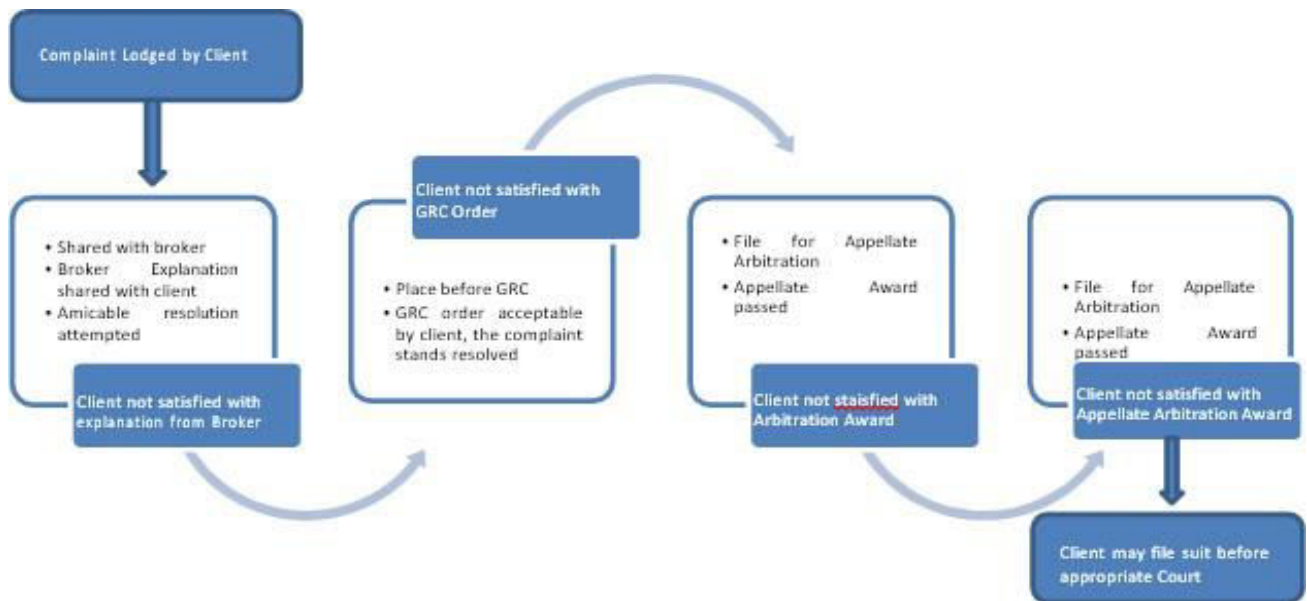 Complaint Lodged by Client
• Shared with broker
• Broker Explanation
shared with client
• Amicable resolution
attempted
Client not satisfied with
explanation from Broker
Client not satisfied with
GRC Order
• Place before GRC
• GRC order acceptable
by client, the complaint
stands resolved
• File for Appellate
Arbitration
• Appellate Award
passed
Client not staisfied with
Arbitration Award
• File for Appellate
Arbitration
• Appellate Award
passed
Client not satisfied with
Appellate Arbitration Award
Client may file suit before
appropriate Court